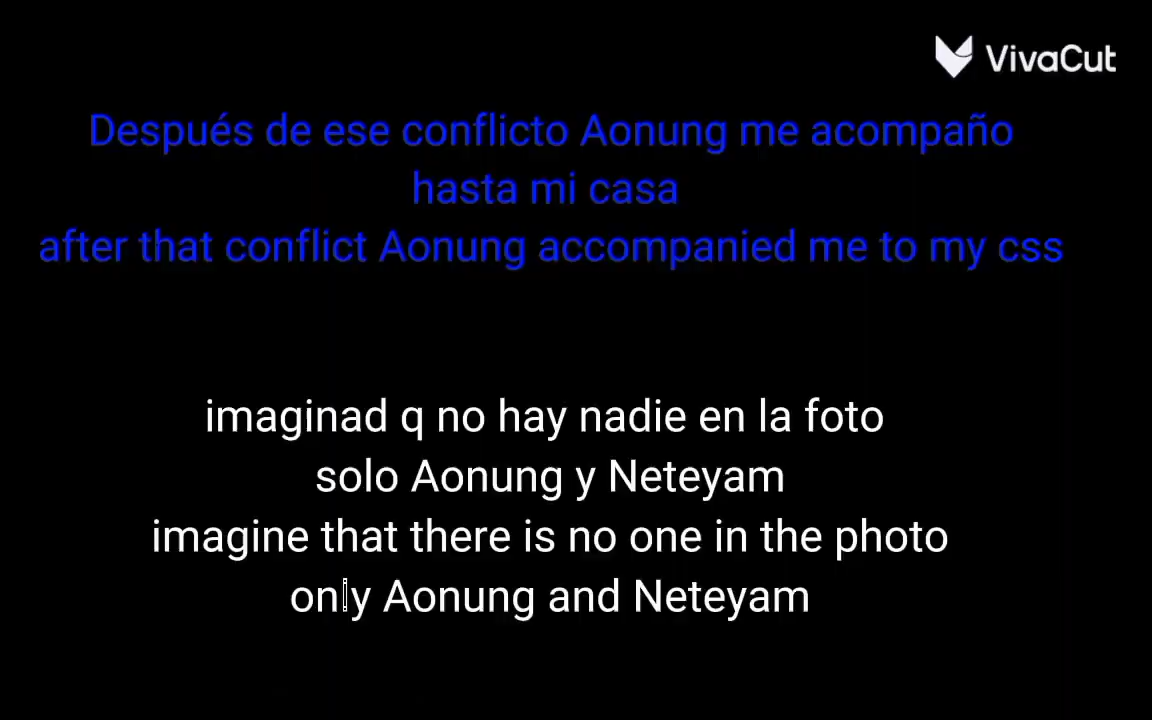 VivaCut
Después de ese conflicto Aonung me acompaño
hasta mi casa
after that conflict Aonung accompanied me to my css
imaginad q no hay nadie en la foto
solo Aonung y Neteyam
imagine that there is no one in the photo
only Aonung and Neteyam